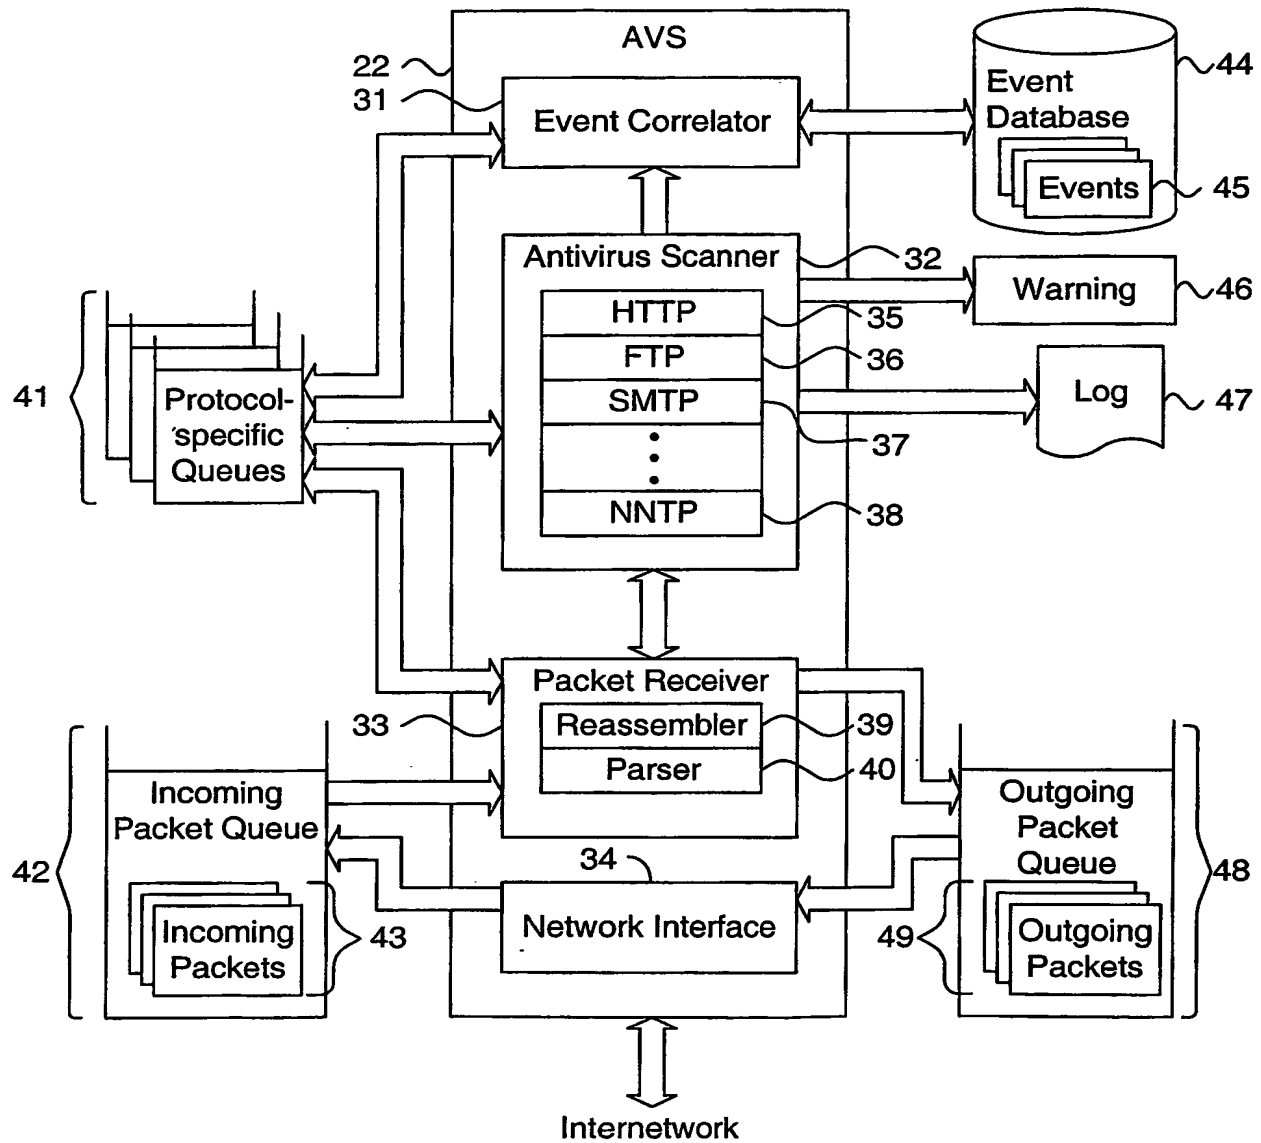 AVS
22
31
Event Correlator
44
Event
Database
Events
45
Antivirus Scanner
32
HTTP
35
FTP
36
SMTP
37
NNTP
38
Warning
46
Log
47
41
Protocol-
specific
Queues
Packet Receiver
33
Reassembler
39
Parser
40
42
Incoming
Packet Queue
Incoming
Packets
43
34
Network Interface
Outgoing
Packet
Queue
48
49
Outgoing
Packets
Internetwork